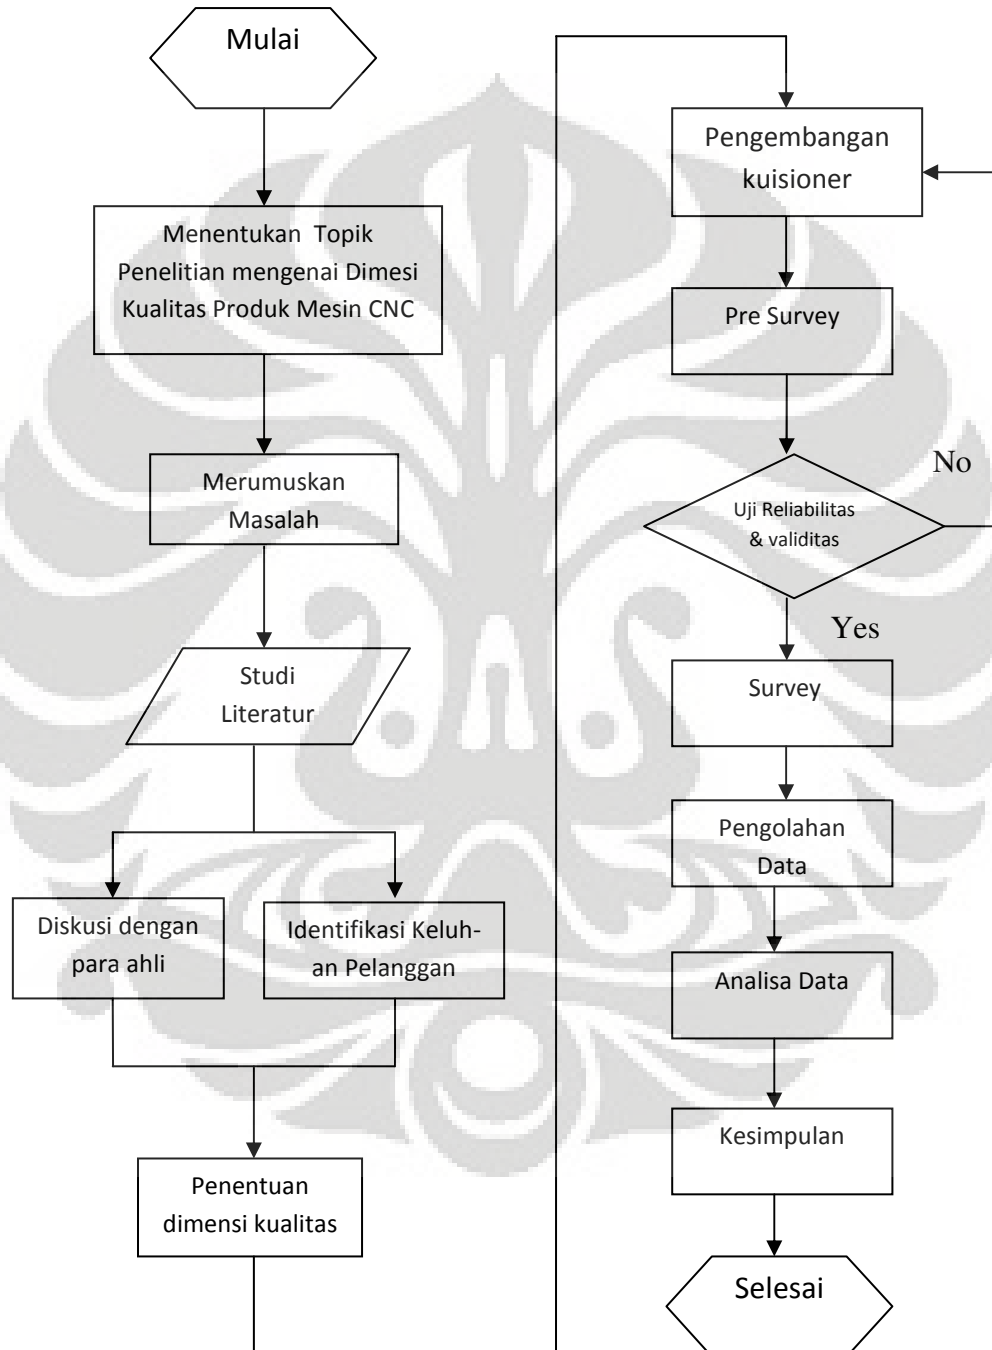 Mulai
Menentukan Topik
Penelitian mengenai Dimesi
Kualitas Produk Mesin CNC
Merumuskan
Masalah
Studi
Literatur
Diskusi dengan
para ahli
Identifikasi Keluh-
an Pelanggan
Penentuan
dimensi kualitas
Pengembangan
kuisioner
Pre Survey
Uji Reliabilitas
& validitas
No
Yes
Survey
Pengolahan
Data
Analisa Data
Kesimpulan
Selesai